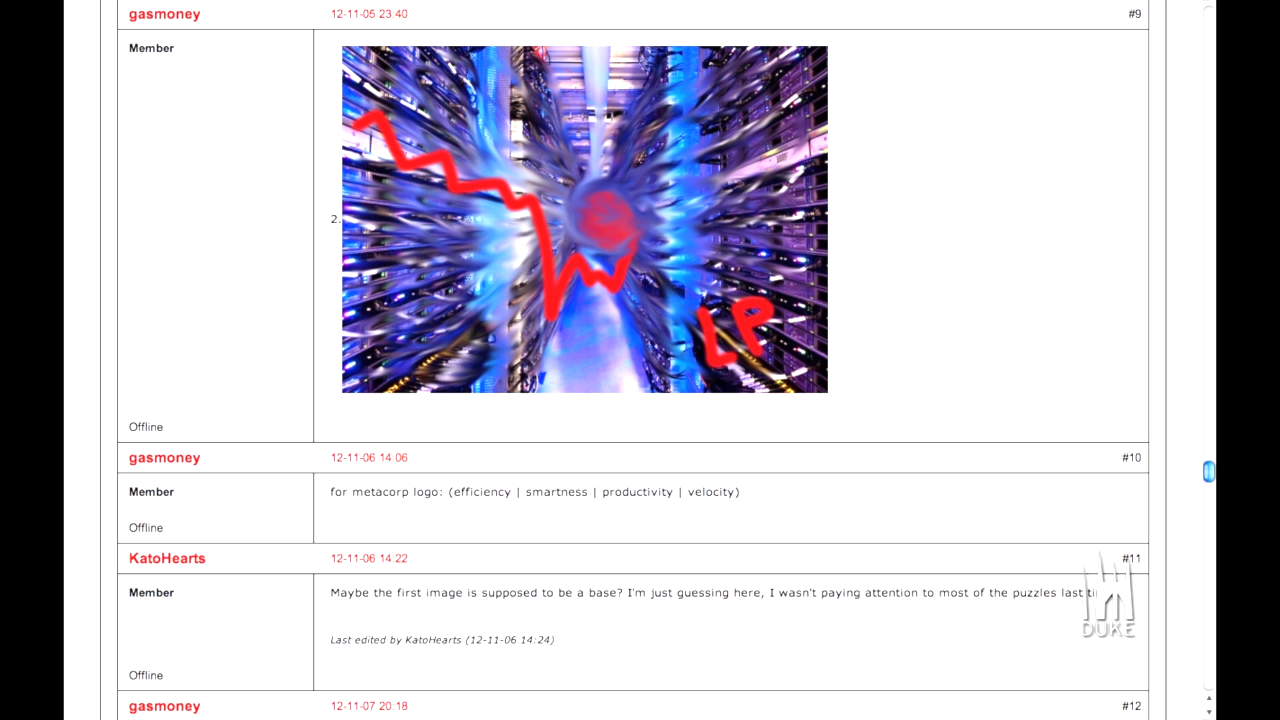 gasmoney 12-11-05 23.40 #9
Member
2.
LP
Offline
gasmoney 12-11-06 14:06 #10
Member for metacorp logo: (efficiency | smartness | productivity | velocity)
Offline
KatoHearts 12-11-06 14.22 #11
Member Maybe the first image is supposed to be a base? I'm just guessing here, I wasn't paying attention to most of the puzzles last
DUKE
Last edited by KatoHearts (12-11-06 14:24)
Offline
gasmoney 12-11-07 20.18 #12